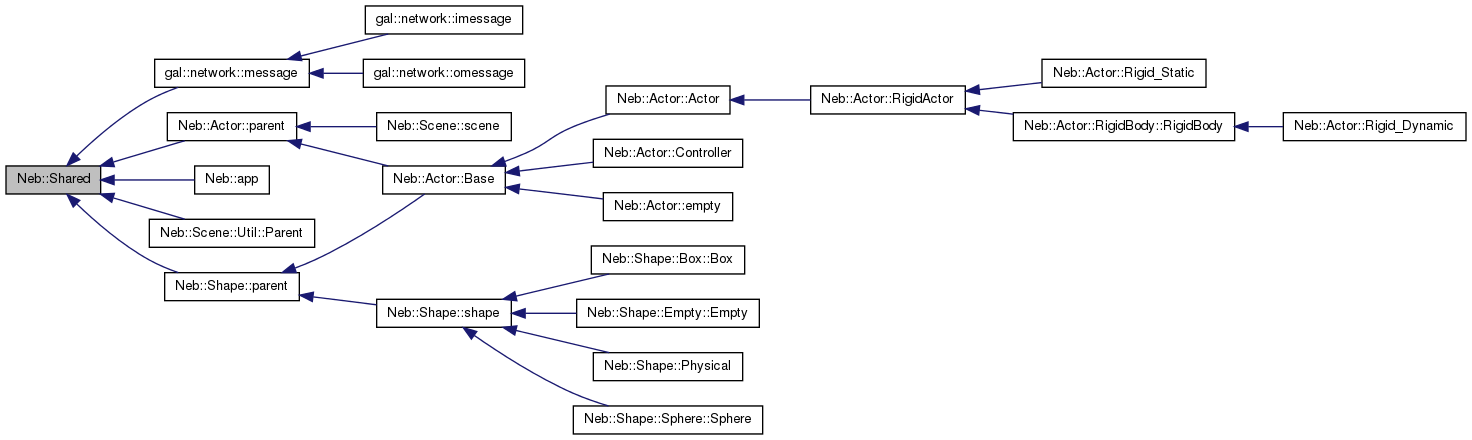 gal::network::imessage
gal::network::message
gal::network::omessage
Neb::Actor::Rigid_Static
Neb::Actor::Actor
Neb::Actor::RigidActor
Neb::Actor::parent
Neb::Scene::scene
Neb::Actor::RigidBody::RigidBody
Neb::Actor::Rigid_Dynamic
Neb::Actor::Controller
Neb::Shared
Neb::app
Neb::Actor::Base
Neb::Actor::empty
Neb::Scene::Util::Parent
Neb::Shape::Box::Box
Neb::Shape::parent
Neb::Shape::shape
Neb::Shape::Empty::Empty
Neb::Shape::Physical
Neb::Shape::Sphere::Sphere